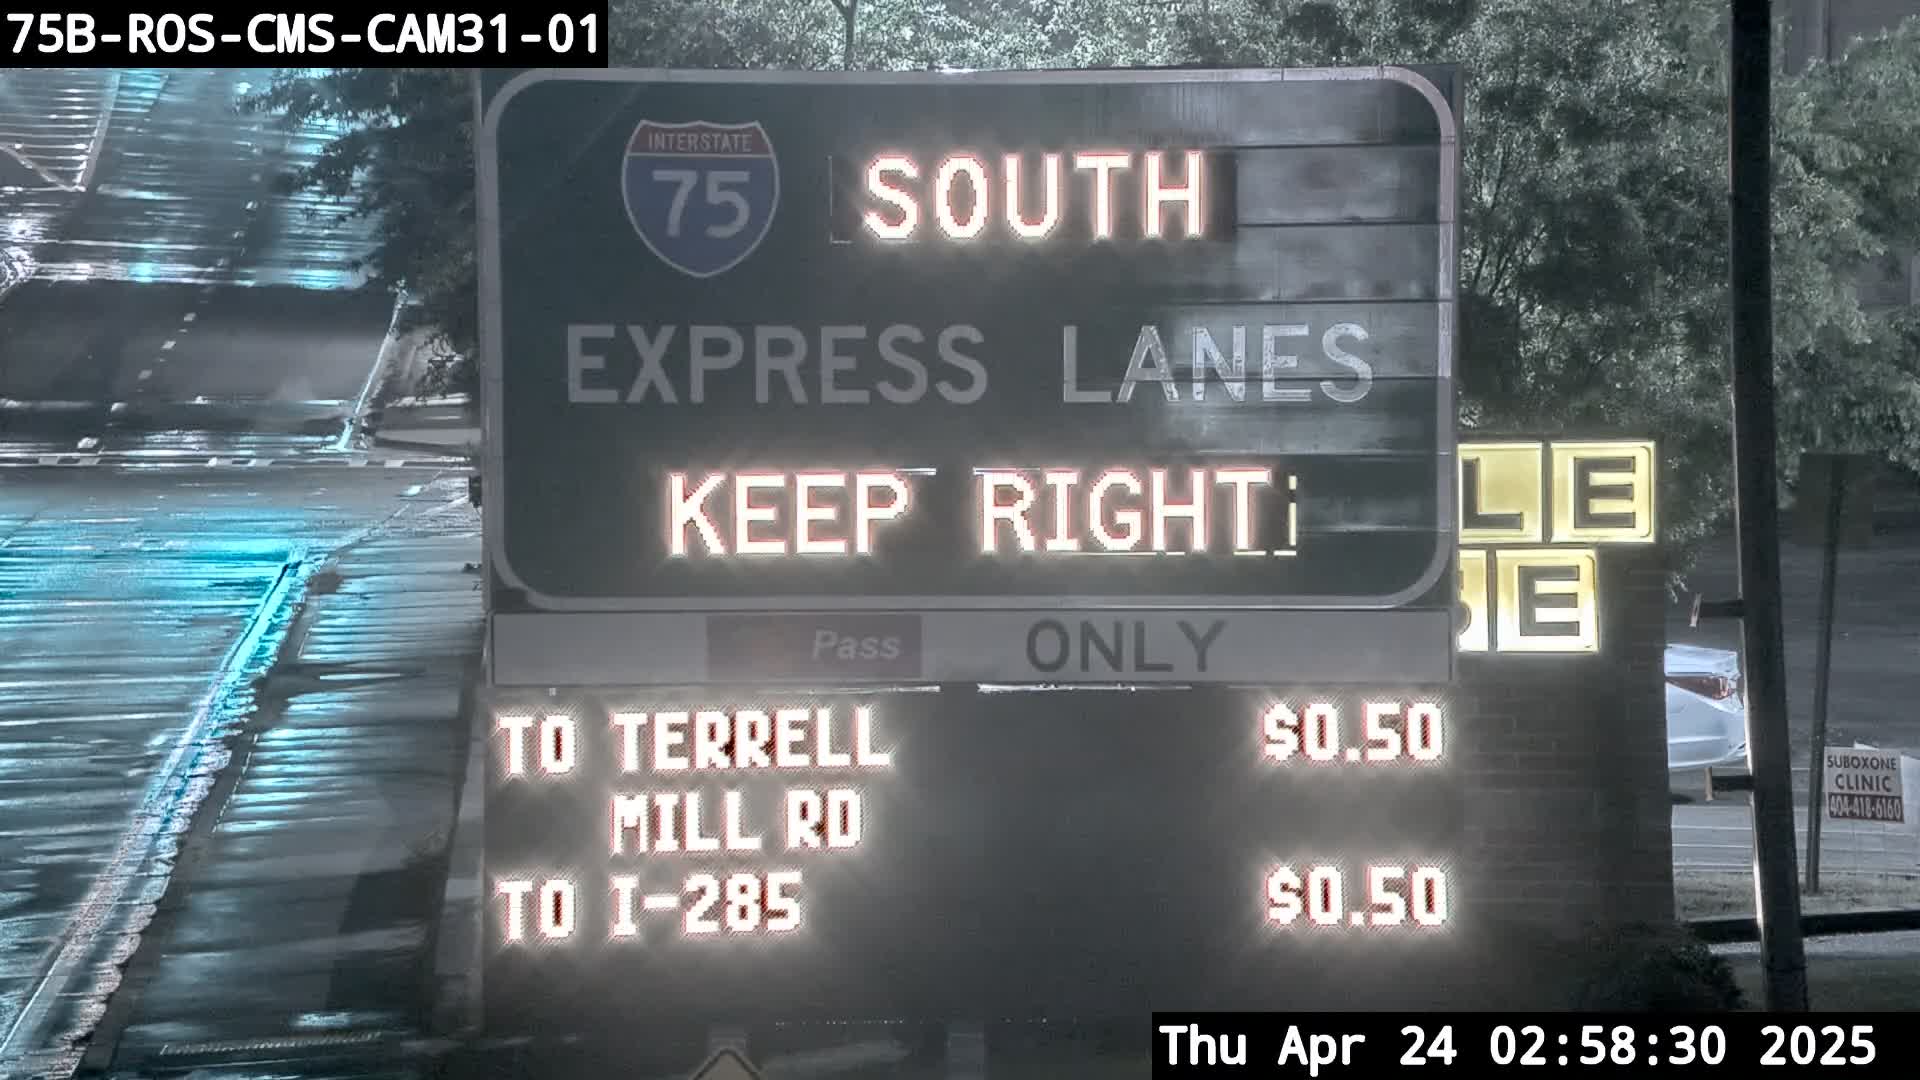 75B-ROS-CMS-CAM31-01
INTERSTATE
75
SOUTH
EXPRESS LANES
KEEP RIGHT
Pass ONLY
TO TERRELL $0.50
MILL RD
TO I-285 $0.50
LE
E
SUBOXONE
CLINIC
404-418-6160
Thu Apr 24 02:58:30 2025